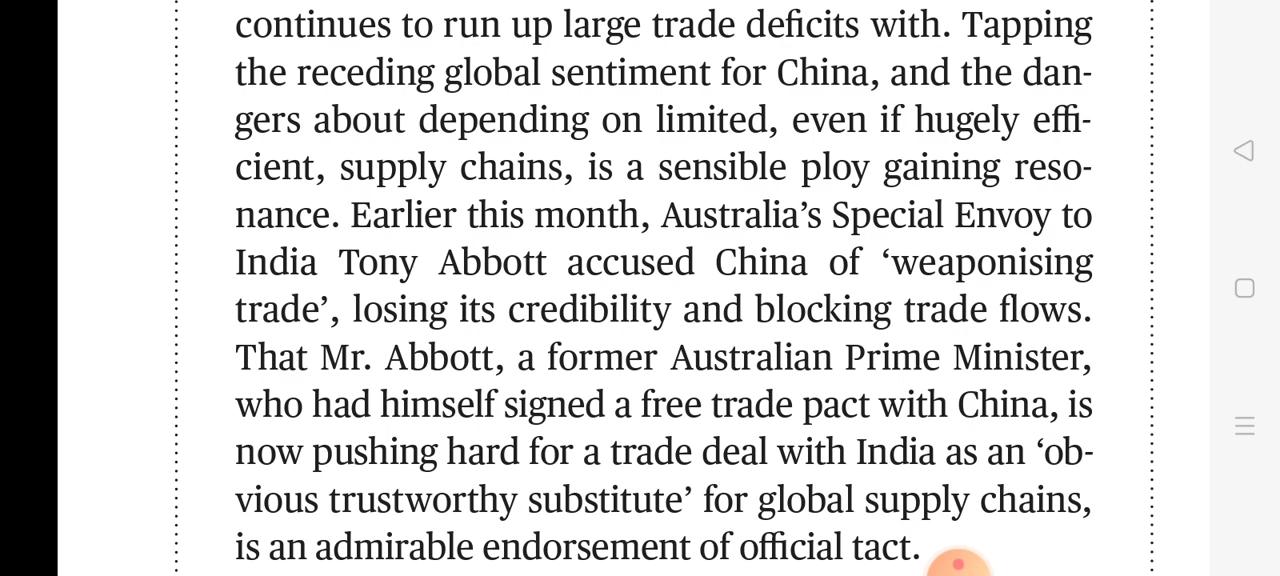 continues to run up large trade deficits with. Tapping
the receding global sentiment for China, and the dan-
gers about depending on limited, even if hugely effi-
cient, supply chains, is a sensible ploy gaining reso-
nance. Earlier this month, Australia’s Special Envoy to
India Tony Abbott accused China of ‘weaponising
trade’, losing its credibility and blocking trade flows.
That Mr. Abbott, a former Australian Prime Minister,
who had himself signed a free trade pact with China, is
now pushing hard for a trade deal with India as an ‘ob-
vious trustworthy substitute’ for global supply chains,
is an admirable endorsement of official tact.